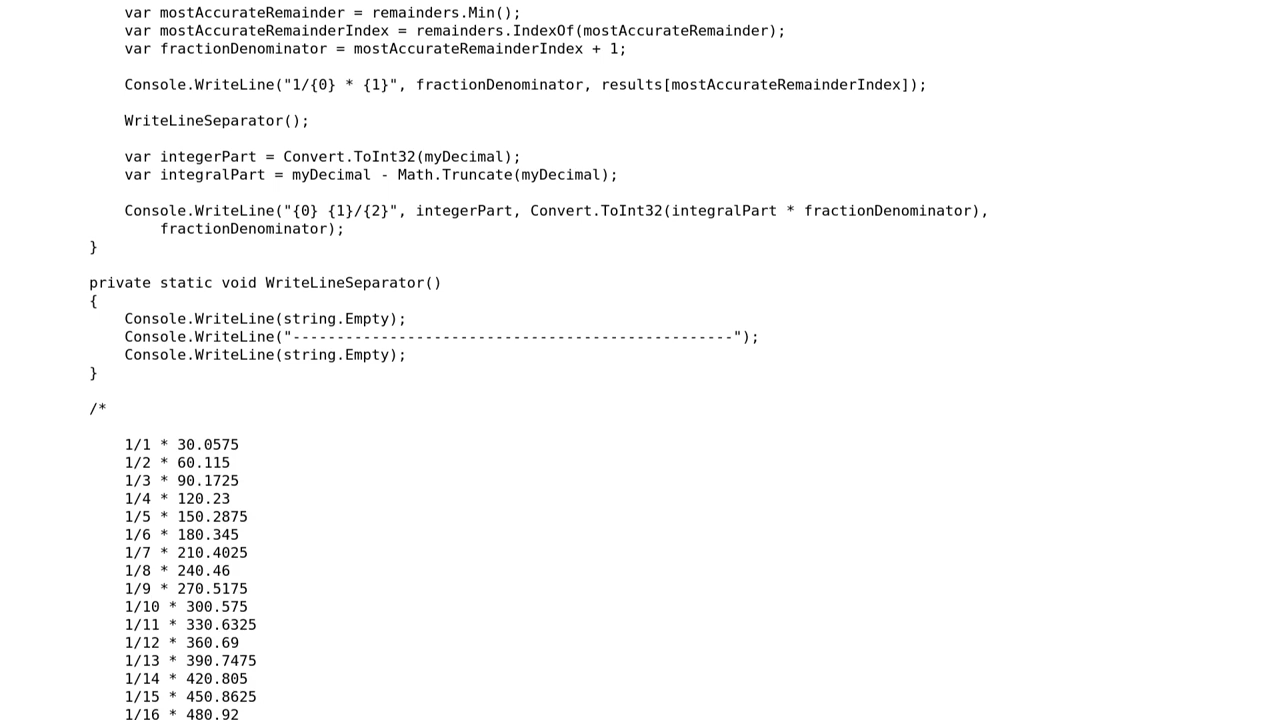 var mostAccurateRemainder = remainders.Min();
var mostAccurateRemainderIndex = remainders.IndexOf(mostAccurateRemainder);
var fractionDenominator = mostAccurateRemainderIndex + 1;
Console.WriteLine("1/{0} * {1}", fractionDenominator, results[mostAccurateRemainderIndex]);
WriteLineSeparator();
var integerPart = Convert.ToInt32(myDecimal);
var integralPart = myDecimal - Math.Truncate(myDecimal);
Console.WriteLine("{0} {1}/{2}", integerPart, Convert.ToInt32(integralPart * fractionDenominator),
fractionDenominator);
}
private static void WriteLineSeparator()
{
Console.WriteLine(string.Empty);
Console.WriteLine("--------------------------------------------------");
Console.WriteLine(string.Empty);
}
/*
1/1 * 30.0575
1/2 * 60.115
1/3 * 90.1725
1/4 * 120.23
1/5 * 150.2875
1/6 * 180.345
1/7 * 210.4025
1/8 * 240.46
1/9 * 270.5175
1/10 * 300.575
1/11 * 330.6325
1/12 * 360.69
1/13 * 390.7475
1/14 * 420.805
1/15 * 450.8625
1/16 * 480.92